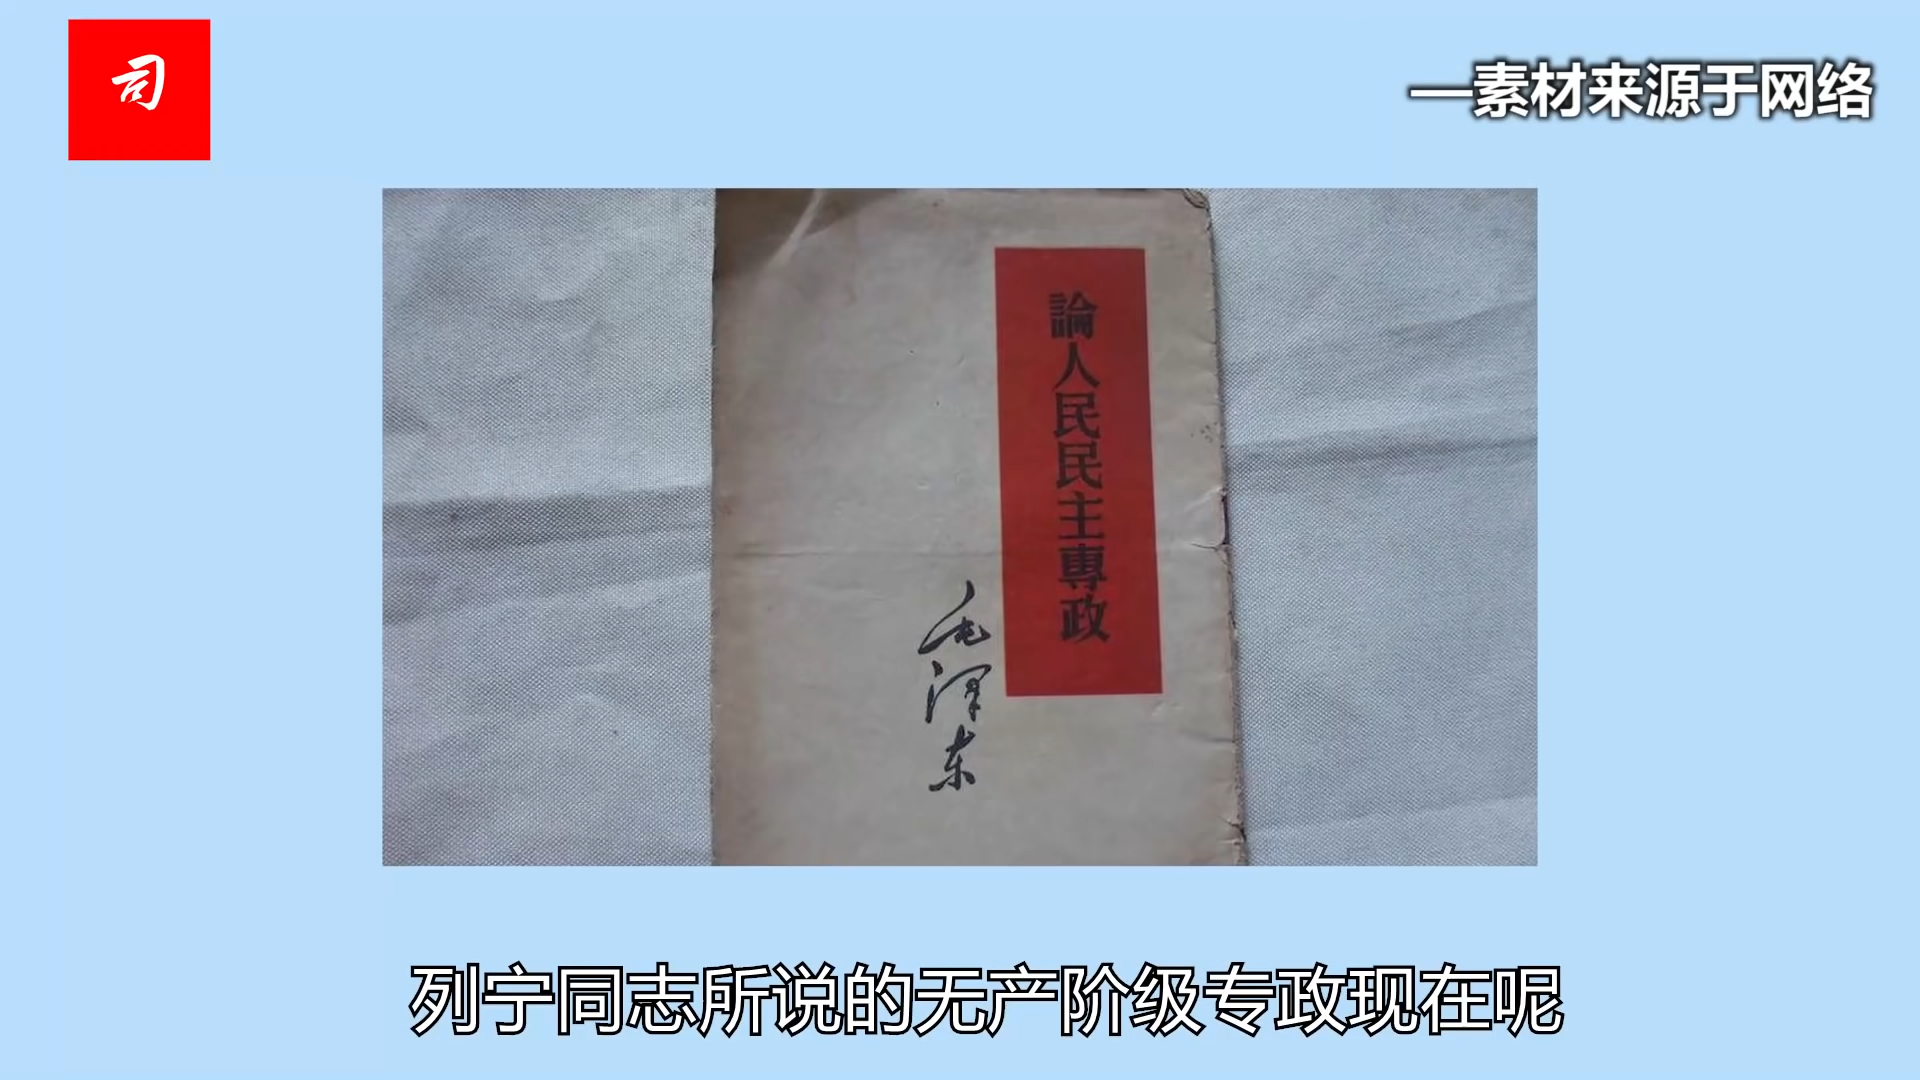 司
—素材来源于网络
論人民民主專政
毛泽东
列宁同志所说的无产阶级专政现在呢